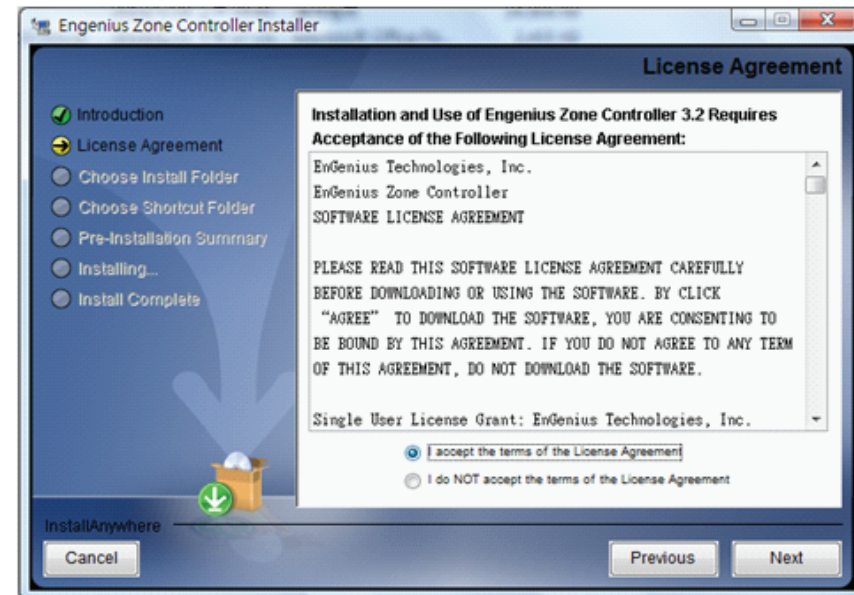 Engenius Zone Controller Installer
License Agreement
Introduction
License Agreement
Choose Install Folder
Choose Shortcut Folder
Pre-Installation Summary
Installing...
Install Complete
Installation and Use of Engenius Zone Controller 3.2 Requires
Acceptance of the Following License Agreement:
EnGenius Technologies, Inc.
EnGenius Zone Controller
SOFTWARE LICENSE AGREEMENT
PLEASE READ THIS SOFTWARE LICENSE AGREEMENT CAREFULLY
BEFORE DOWNLOADING OR USING THE SOFTWARE. BY CLICK
“AGREE” TO DOWNLOAD THE SOFTWARE, YOU ARE CONSENTING TO
BE BOUND BY THIS AGREEMENT. IF YOU DO NOT AGREE TO ANY TERM
OF THIS AGREEMENT, DO NOT DOWNLOAD THE SOFTWARE.
Single User License Grant: EnGenius Technologies, Inc.
I accept the terms of the License Agreement
I do NOT accept the terms of the License Agreement
InstallAnywhere
Cancel
Previous
Next